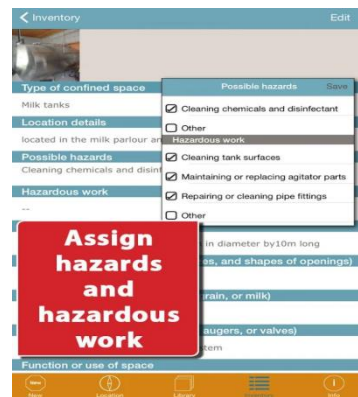 Inventory
Edit
Type of confined space
Milk tanks
Location details
located in the milk parlour an
Possible hazards
Cleaning chemicals and disinf
Hazardous work
--
Possible hazards
Save
Cleaning chemicals and disinfectant
Other
Hazardous work
Cleaning tank surfaces
Maintaining or replacing agitator parts
Repairing or cleaning pipe fittings
Other
Assign
hazards
and
hazardous
work
in diameter by10m long
es, and shapes of openings)
rain, or milk)
augers, or valves)
stem
Function or use of space
New
New
Location
Library
Info